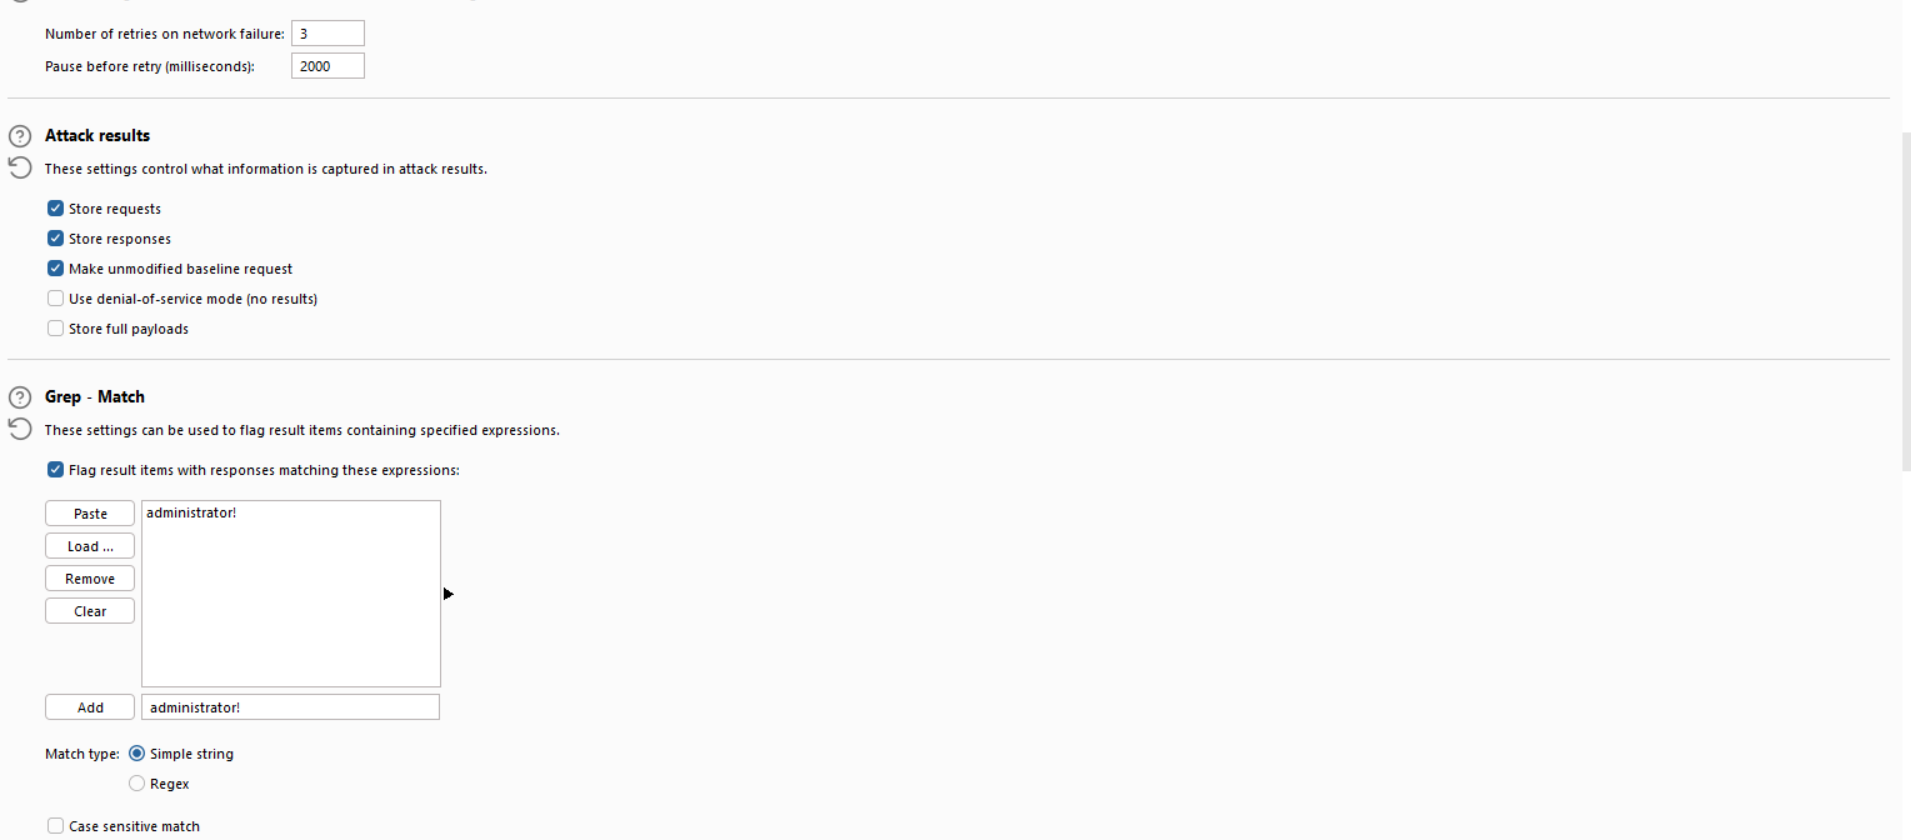 Number of retries on network failure: 3
Pause before retry (milliseconds): 2000
Attack results
These settings control what information is captured in attack results.
Store requests
Store responses
Make unmodified baseline request
Use denial-of-service mode (no results)
Store full payloads
Grep - Match
These settings can be used to flag result items containing specified expressions.
Flag result items with responses matching these expressions:
Paste
administrator!
Load ...
Remove
Clear
Add
administrator!
Match type: Simple string
Regex
Case sensitive match